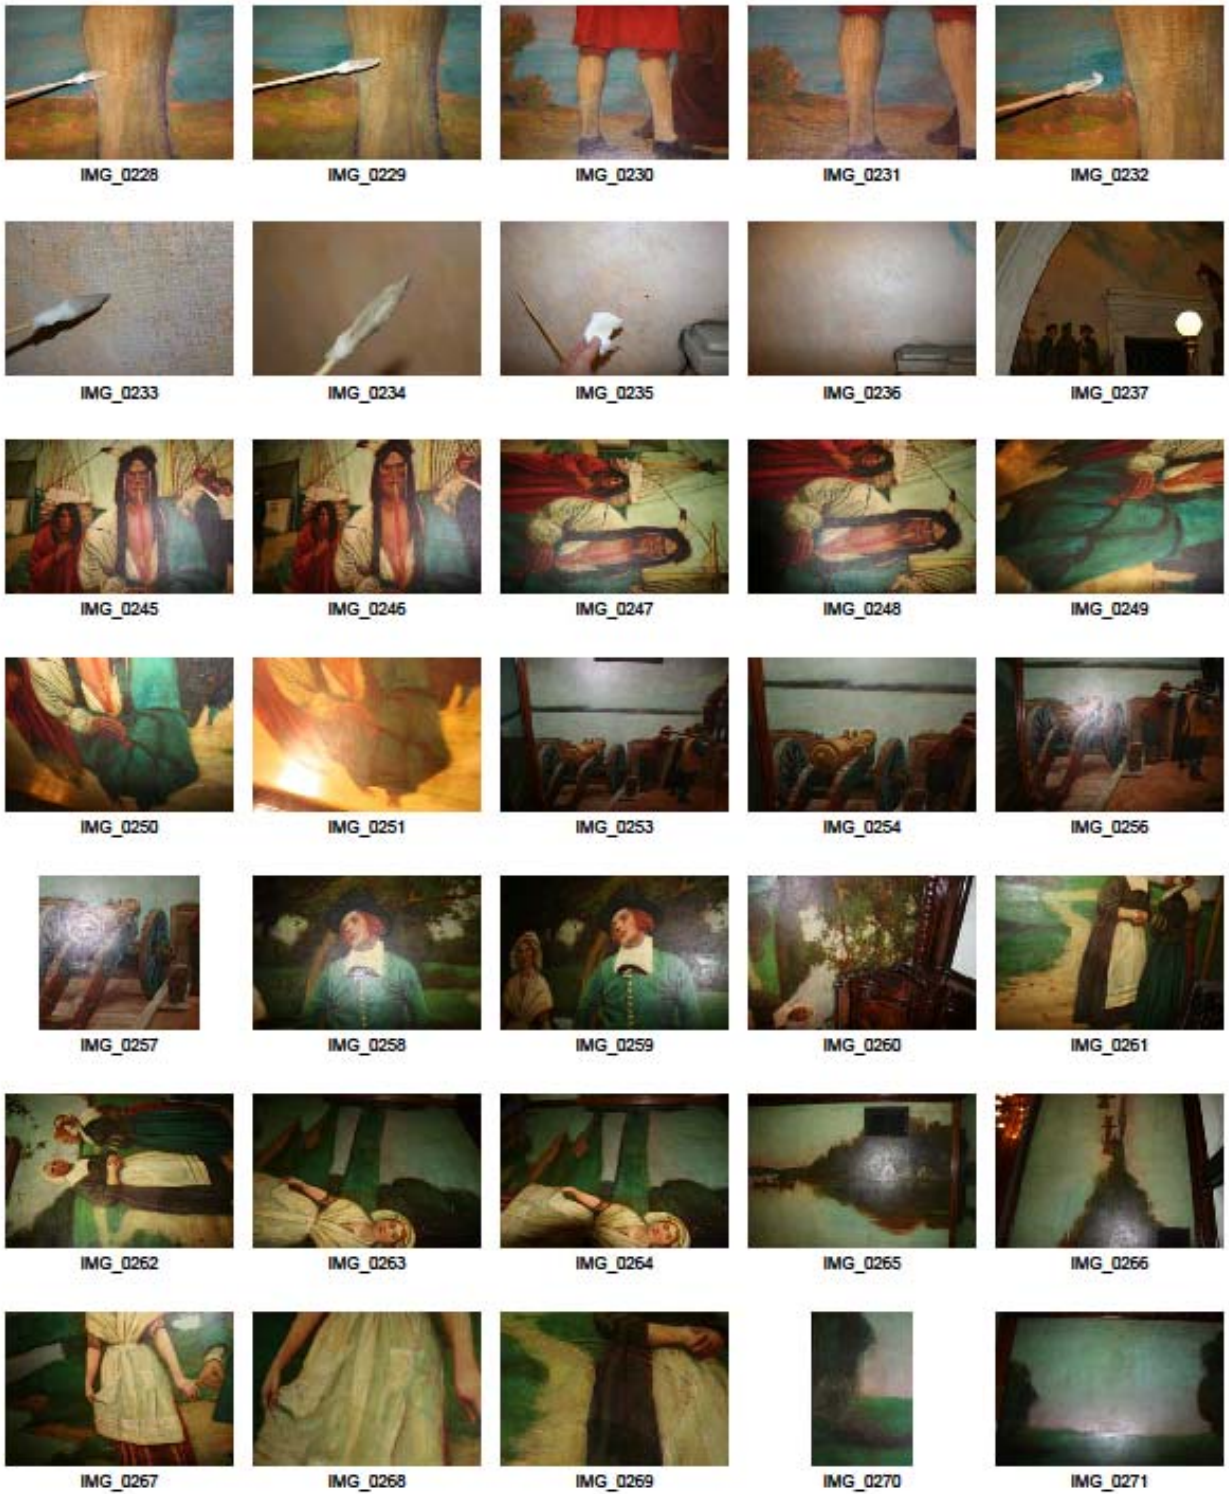 IMG_0228 IMG_0229 IMG_0230 IMG_0231 IMG_0232
IMG_0233 IMG_0234 IMG_0235 IMG_0236 IMG_0237
IMG_0245 IMG_0246 IMG_0247 IMG_0248 IMG_0249
IMG_0250 IMG_0251 IMG_0253 IMG_0254 IMG_0256
IMG_0257 IMG_0258 IMG_0259 IMG_0260 IMG_0261
IMG_0262 IMG_0263 IMG_0264 IMG_0265 IMG_0266
IMG_0267 IMG_0268 IMG_0269 IMG_0270 IMG_0271